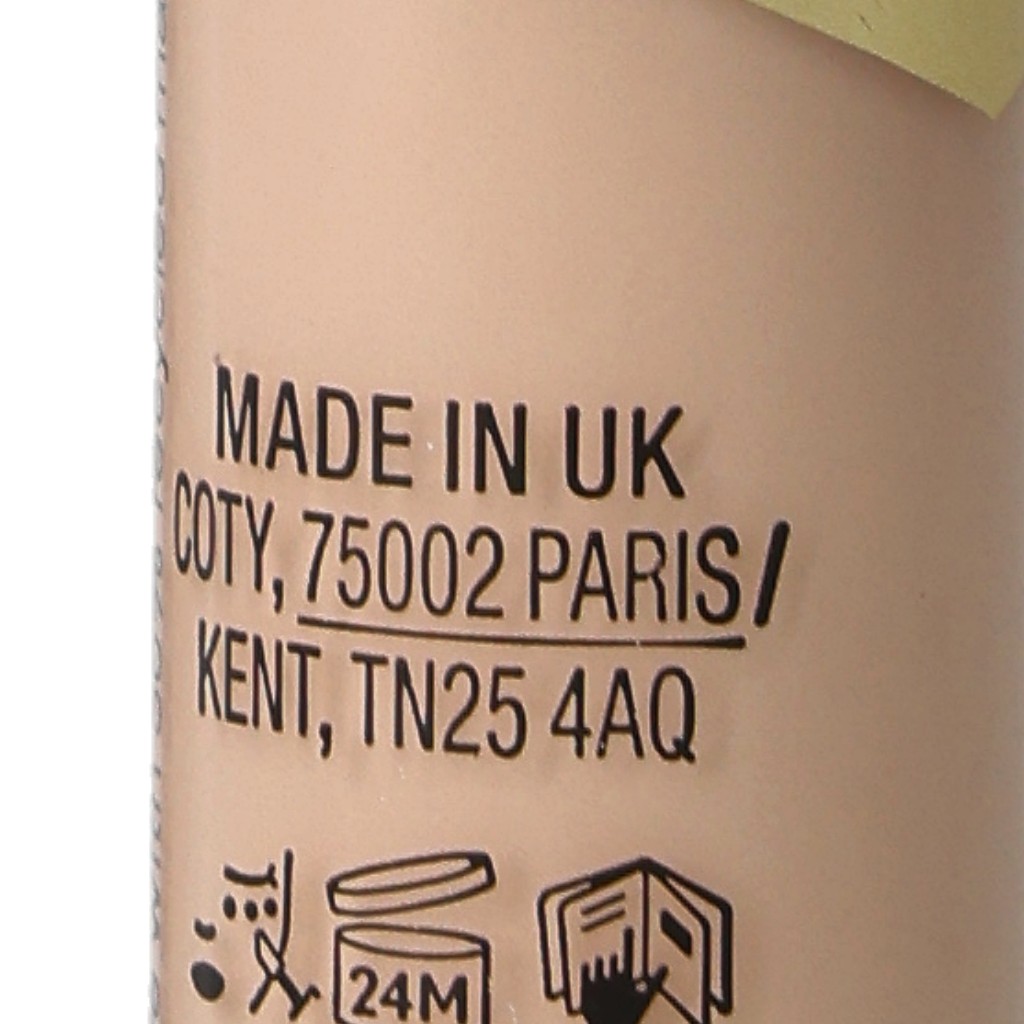 MADE IN UK
COTY, 75002 PARIS/
KENT, TN25 4AQ
24M